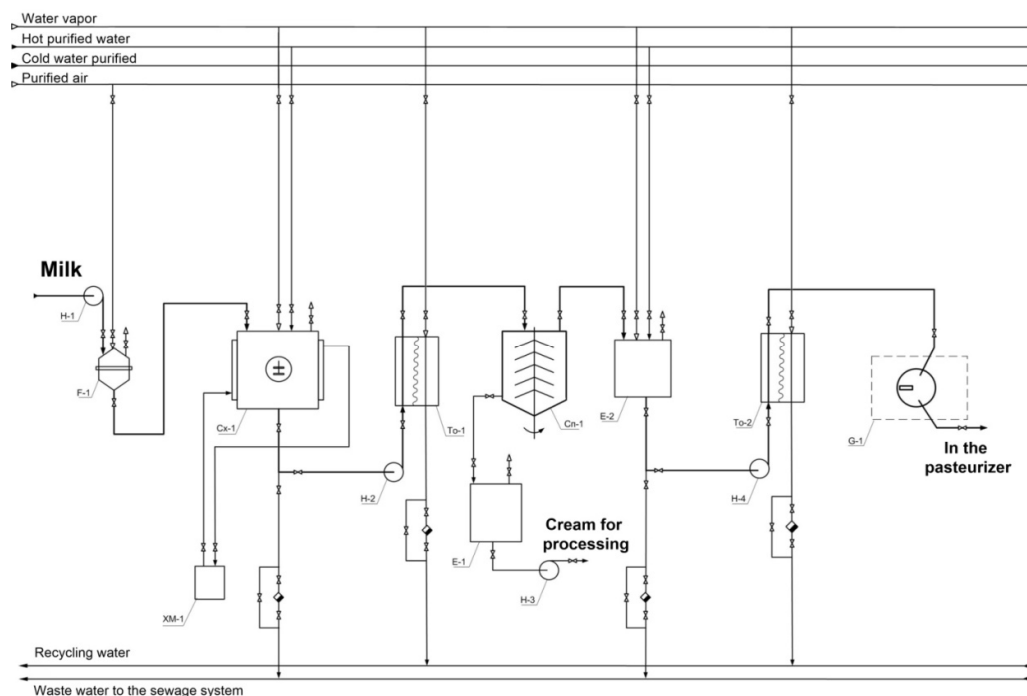 Water vapor
Hot purified water
Cold water purified
Purified air
Milk
H-1
F-1
Cx-1
To-1
Cn-1
E-2
To-2
G-1
In the
pasteurizer
H-2
H-4
E-1
Cream for
processing
H-3
XM-1
Recycling water
Waste water to the sewage system